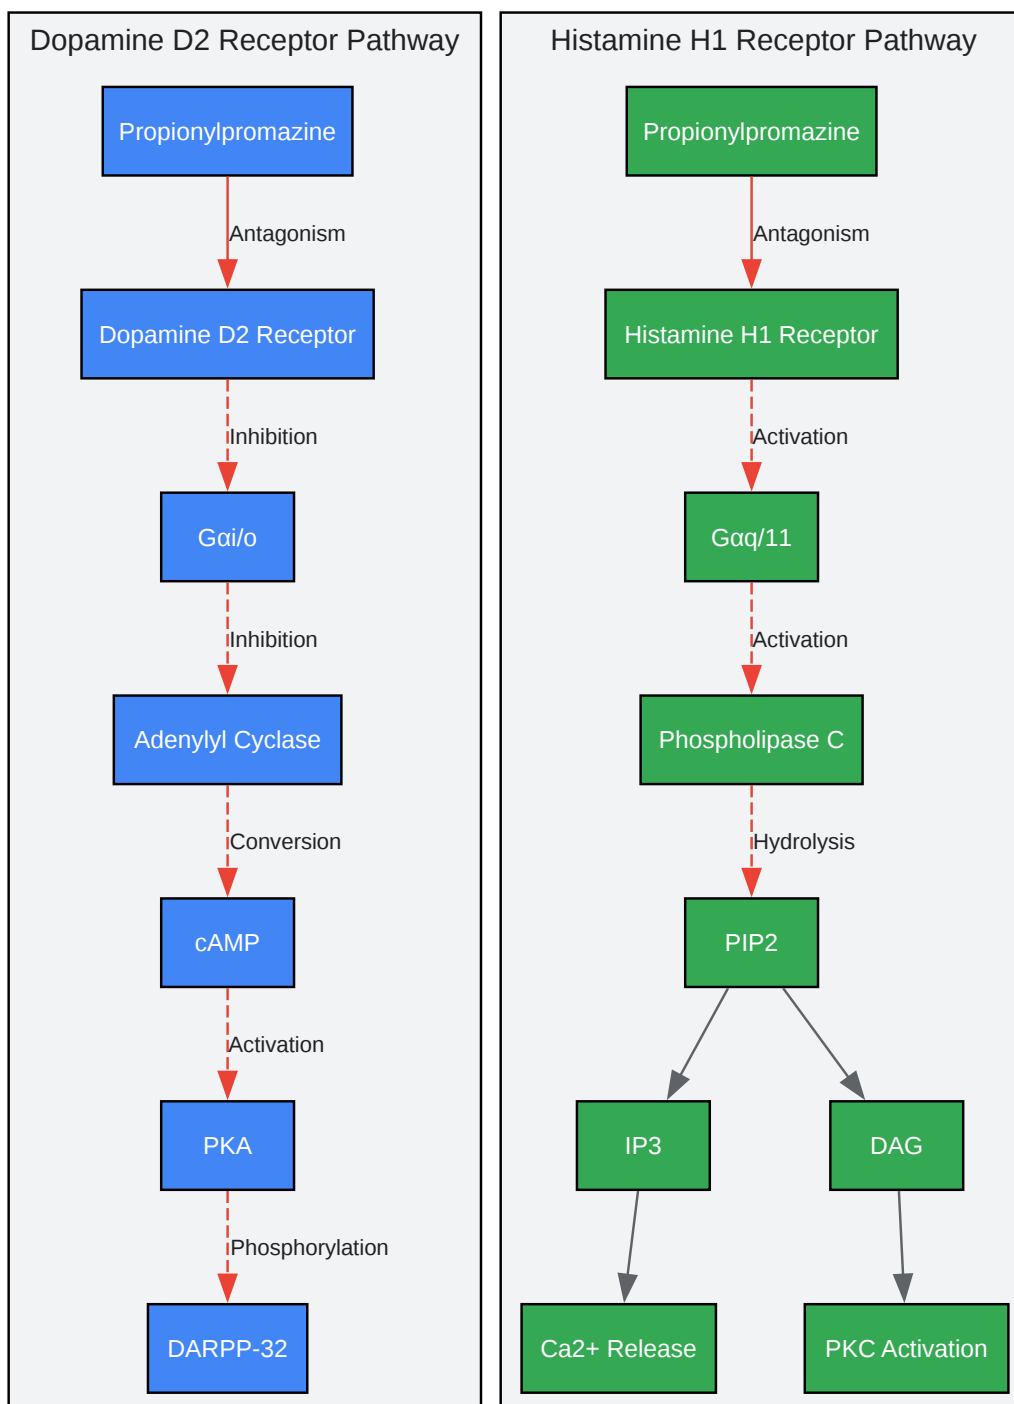 Dopamine D2 Receptor Pathway
Propionylpromazine
Antagonism
Dopamine D2 Receptor
Inhibition
Gαi/o
Inhibition
Adenylyl Cyclase
Conversion
cAMP
Activation
PKA
Phosphorylation
DARPP-32
Histamine H1 Receptor Pathway
Propionylpromazine
Antagonism
Histamine H1 Receptor
Activation
Gαq/11
Activation
Phospholipase C
Hydrolysis
PIP2
IP3
DAG
Ca2+ Release
PKC Activation